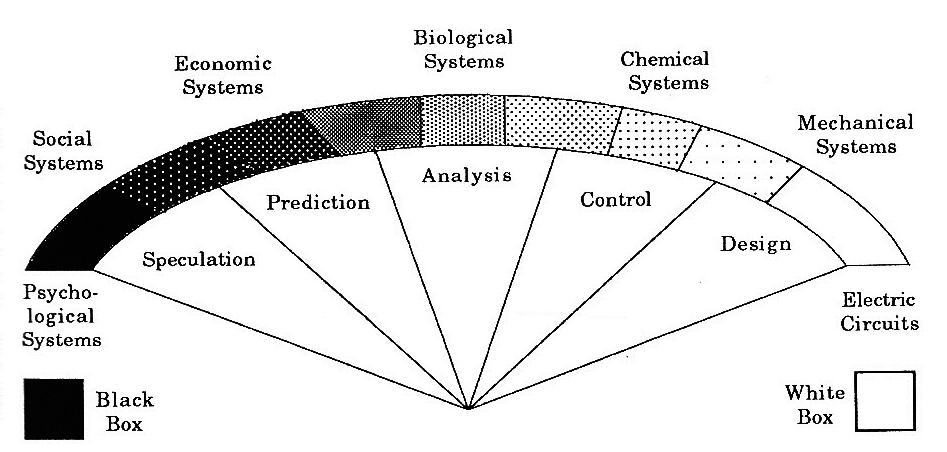 Biological
Systems
Economic
Systems
Chemical
Systems
Social
Systems
Mechanical
Systems
Analysis
Prediction
Control
Speculation
Design
Psycho-
logical
Systems
Electric
Circuits
Black
Box
White
Box